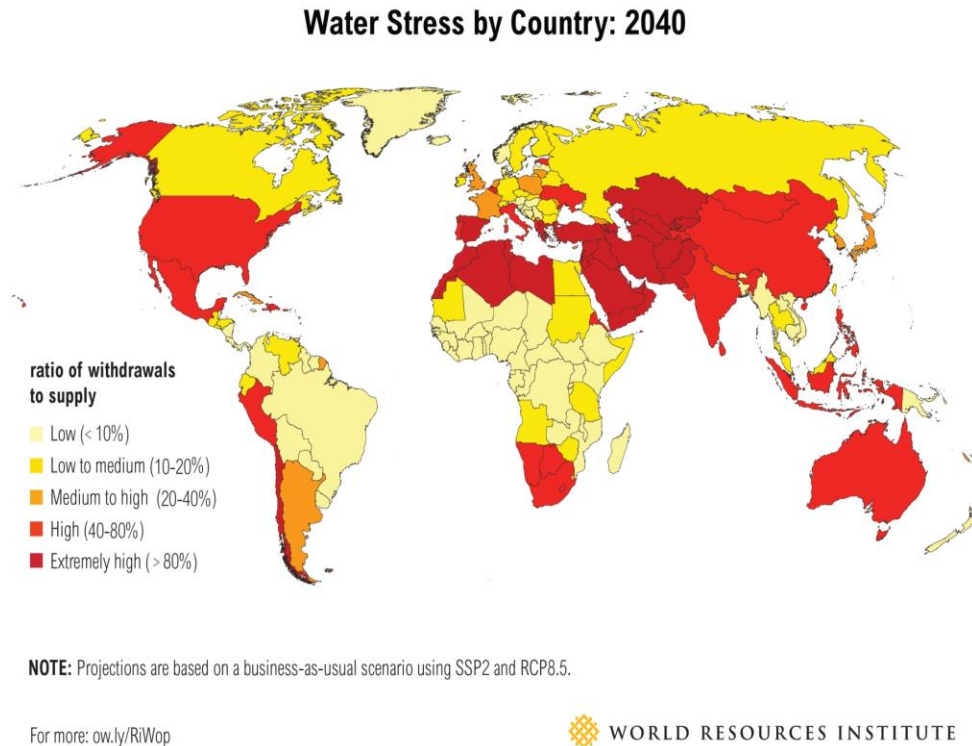 Water Stress by Country: 2040
ratio of withdrawals
to supply
Low (< 10%)
Low to medium (10-20%)
Medium to high (20-40%)
High (40-80%)
Extremely high (> 80%)
NOTE: Projections are based on a business-as-usual scenario using SSP2 and RCP8.5.
For more: ow.ly/RiWop
WORLD RESOURCES INSTITUTE